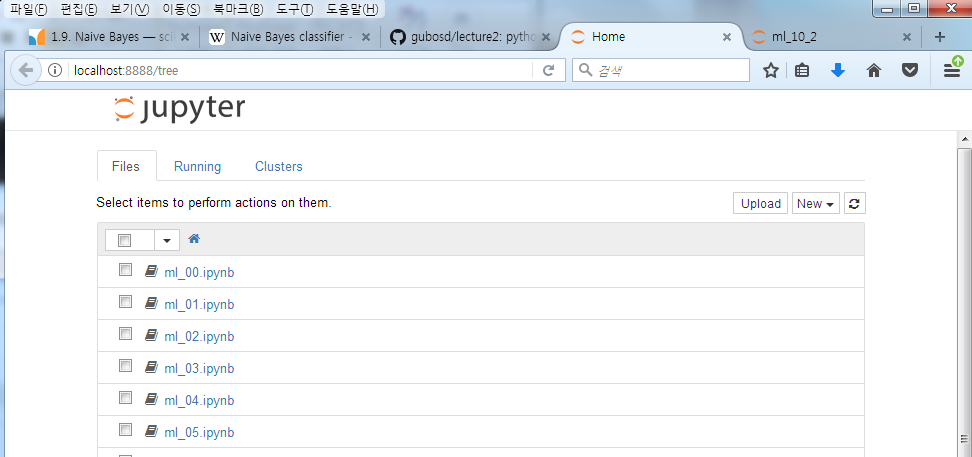 파일(F) 편집(E) 보기(V) 이동(S) 북마크(B) 도구(T) 도움말(H)
1.9. Naive Bayes — sci Naive Bayes classifier - gubosd/lecture2: pytho Home ml_10_2
localhost:8888/tree 검색
jupyter
Files Running Clusters
Select items to perform actions on them. Upload New
ml_00.ipynb
ml_01.ipynb
ml_02.ipynb
ml_03.ipynb
ml_04.ipynb
ml_05.ipynb